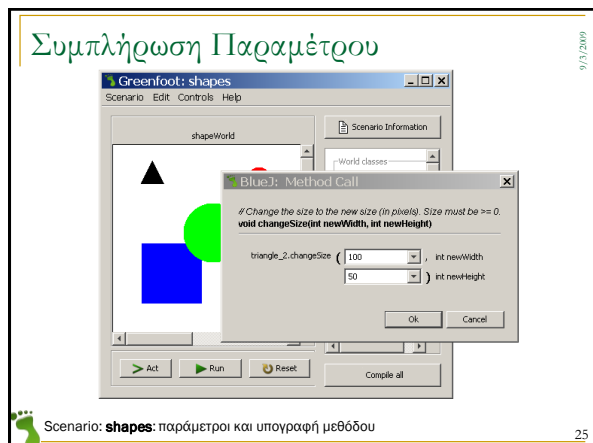 Συμπλήρωση Παραμέτρου
9/3/2009
Greenfoot: shapes
Scenario Edit Controls Help
shapeWorld
Scenario Information
World classes
BlueJ: Method Call
// Change the size to the new size (in pixels). Size must be >= 0.
void changeSize(int newWidth, int newHeight)
triangle_2.changeSize ( 100 , int newWidth
50 ) int newHeight
Ok Cancel
Act Run Reset Compile all
Scenario: shapes: παράμετροι και υπογραφή μεθόδου
25